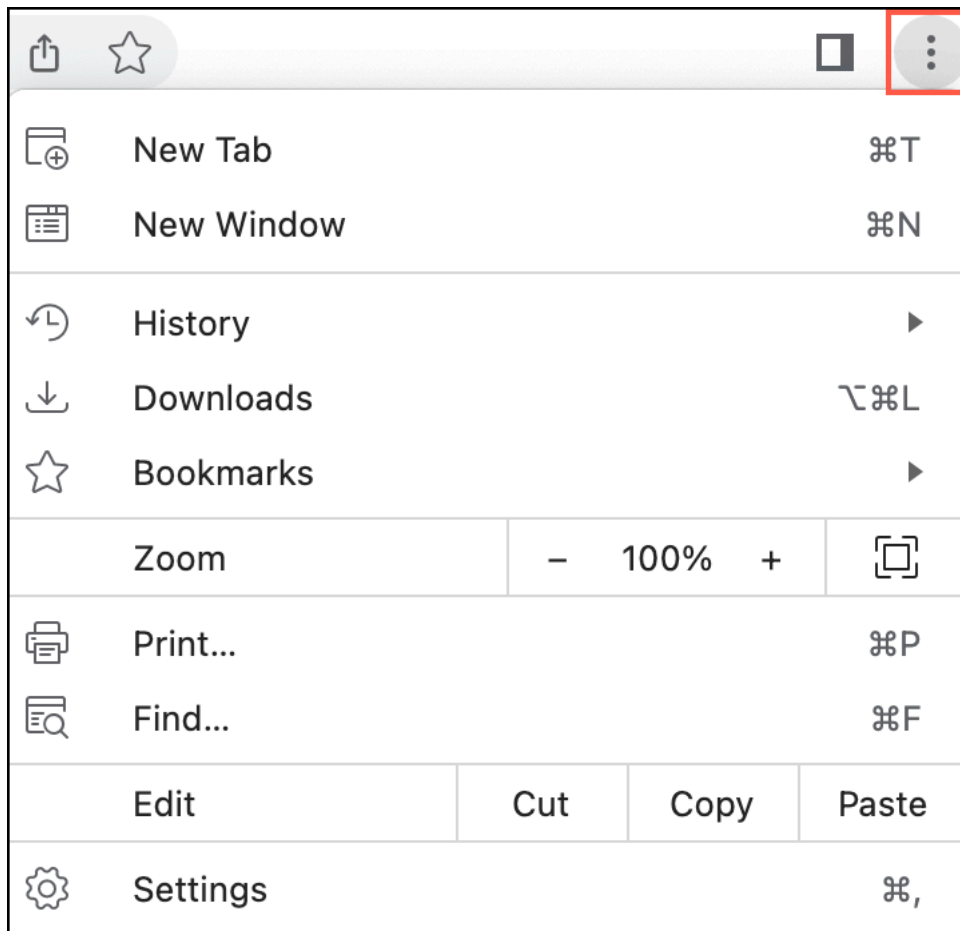 New Tab ⌘T
New Window ⌘N
History
Downloads ⌥⌘L
Bookmarks
Zoom – 100% +
Print... ⌘P
Find... ⌘F
Edit Cut Copy Paste
Settings ⌘,